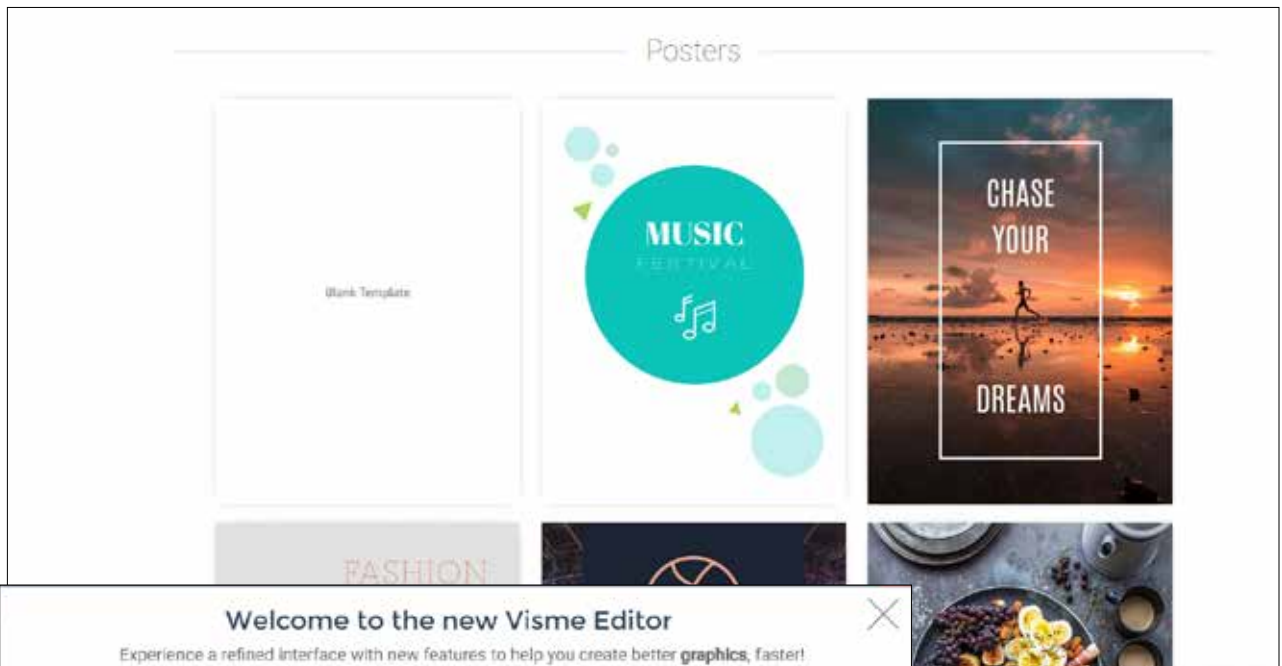 Posters
Blank Template
MUSIC
FESTIVAL
CHASE
YOUR
DREAMS
FASHION
Welcome to the new Visme Editor
Experience a refined interface with new features to help you create better graphics, faster!